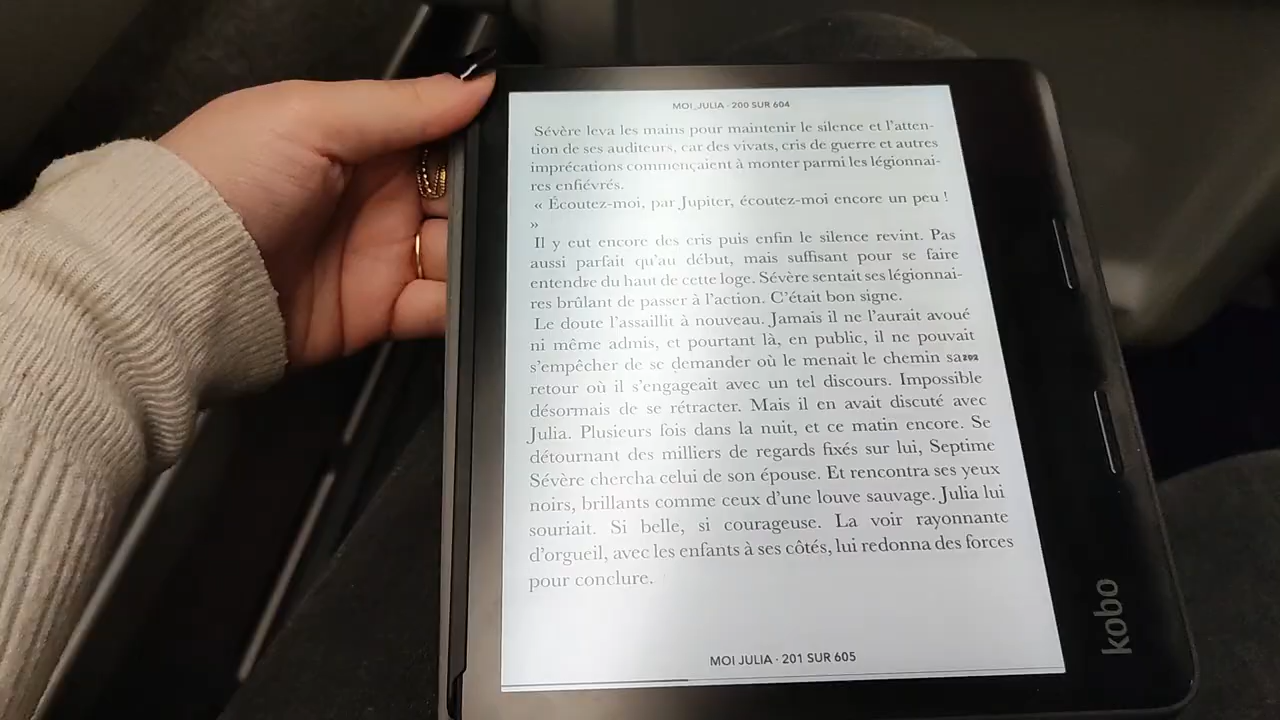 MOI, JULIA · 200 SUR 604
Sévère leva les mains pour maintenir le silence et l'atten-
tion de ses auditeurs, car des vivats, cris de guerre et autres
imprécations commençaient à monter parmi les légionnai-
res enfiévrés.
« Écoutez-moi, par Jupiter, écoutez-moi encore un peu !
»
Il y eut encore des cris puis enfin le silence revint. Pas
aussi parfait qu'au début, mais suffisant pour se faire
entendre du haut de cette loge. Sévère sentait ses légionnai-
res brûlant de passer à l'action. C'était bon signe.
Le doute l'assaillit à nouveau. Jamais il ne l'aurait avoué
ni même admis, et pourtant là, en public, il ne pouvait
s'empêcher de se demander où le menait le chemin sa202
retour où il s'engageait avec un tel discours. Impossible
désormais de se rétracter. Mais il en avait discuté avec
Julia. Plusieurs fois dans la nuit, et ce matin encore. Se
détournant des milliers de regards fixés sur lui, Septime
Sévère chercha celui de son épouse. Et rencontra ses yeux
noirs, brillants comme ceux d'une louve sauvage. Julia lui
souriait. Si belle, si courageuse. La voir rayonnante
d'orgueil, avec les enfants à ses côtés, lui redonna des forces
pour conclure.
MOI JULIA · 201 SUR 605
kobo